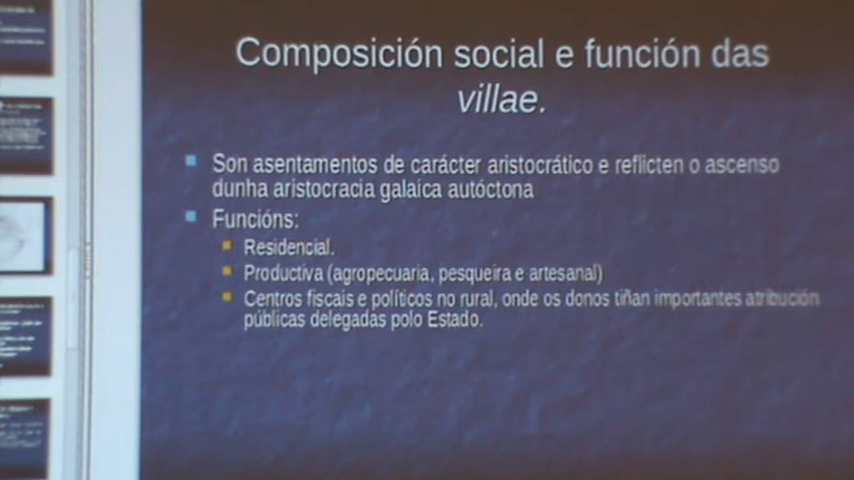 Composición social e función das
villae.
Son asentamentos de carácter aristocrático e reflicten o ascenso
dunha aristocracia galaica autóctona
Funcións:
Residencial.
Productiva (agropecuaria, pesqueira e artesanal)
Centros fiscais e políticos no rural, onde os donos tiñan importantes atribución
públicas delegadas polo Estado.